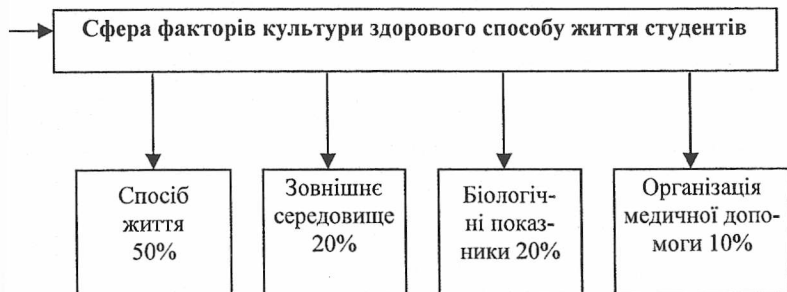 Сфера факторів культури здорового способу життя студентів
Спосіб
життя
50%
Зовнішнє
середовище
20%
Біологіч-
ні показ-
ники 20%
Організація
медичної допо-
моги 10%